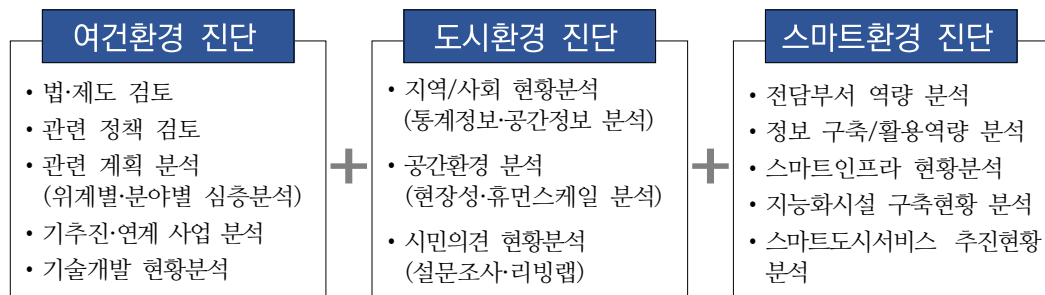 여건환경 진단
• 법·제도 검토
• 관련 정책 검토
• 관련 계획 분석
(위계별·분야별 심층분석)
• 기추진·연계 사업 분석
• 기술개발 현황분석
+
도시환경 진단
• 지역/사회 현황분석
(통계정보·공간정보 분석)
• 공간환경 분석
(현장성·휴먼스케일 분석)
• 시민의견 현황분석
(설문조사·리빙랩)
+
스마트환경 진단
• 전담부서 역량 분석
• 정보 구축/활용역량 분석
• 스마트인프라 현황분석
• 지능화시설 구축현황 분석
• 스마트도시서비스 추진현황
분석